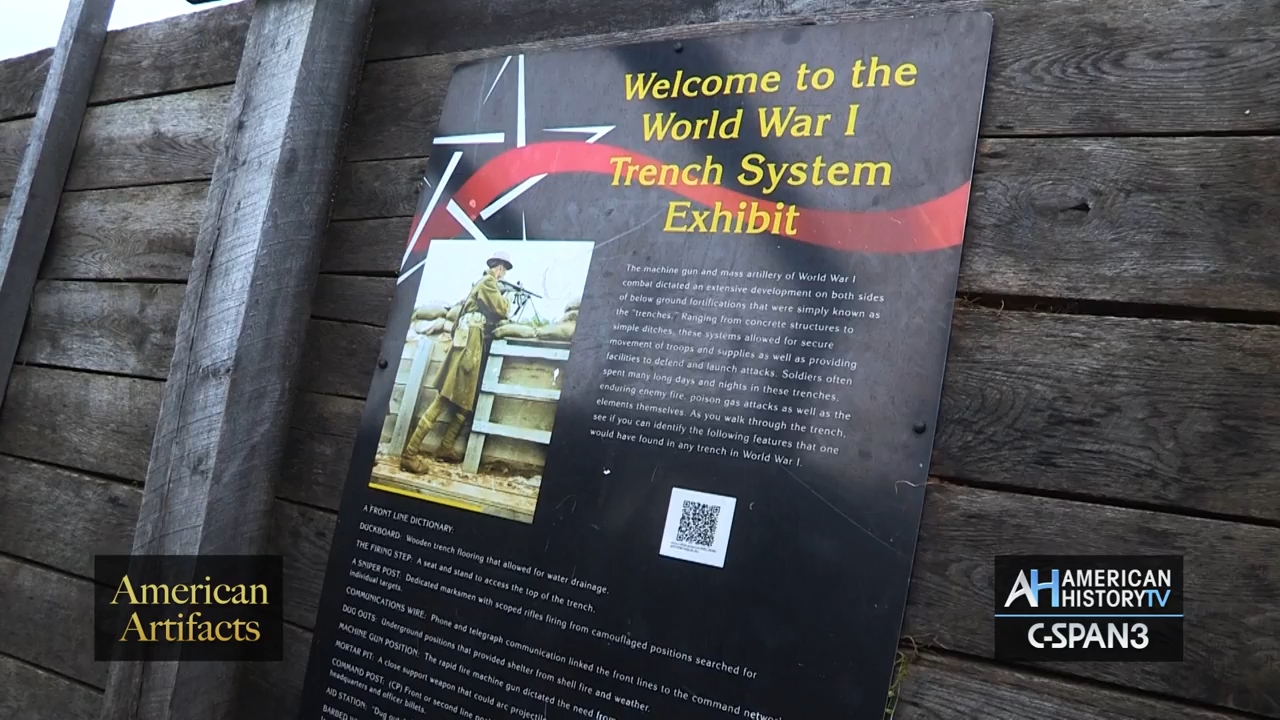 Welcome to the
World War I
Trench System
Exhibit
The machine gun and mass artillery of World War I
combat dictated an extensive development on both sides
of below ground fortifications that were simply known as
the "trenches." Ranging from concrete structures to
simple ditches, these systems allowed for secure
movement of troops and supplies as well as providing
facilities to defend and launch attacks. Soldiers often
spent many long days and nights in these trenches,
enduring enemy fire, poison gas attacks as well as the
elements themselves. As you walk through the trench,
see if you can identify the following features that one
would have found in any trench in World War I.
A FRONT LINE DICTIONARY:
DUCKBOARD: Wooden trench flooring that allowed for water drainage.
THE FIRING STEP: A seat and stand to access the top of the trench.
A SNIPER POST: Dedicated marksmen with scoped rifles firing from camouflaged positions searched for
individual targets.
COMMUNICATIONS WIRE: Phone and telegraph communication linked the front lines to the command
DUG OUTS: Underground positions that provided shelter from shell fire and weather.
MACHINE GUN POSITION: The rapid fire machine gun dictated the need from
MORTAR PIT: A close support weapon that could arc
COMMAND POST: (CP) Front or second line
headquarters and officer billets.
AID STATION: "Dug
BARBED
American
Artifacts
AH AMERICAN
HISTORYTV
C-SPAN3